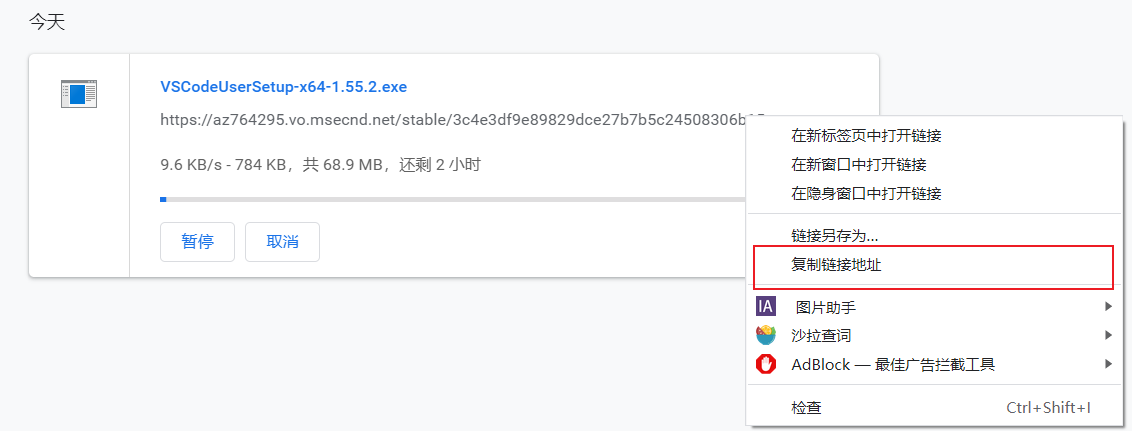 今天
VSCodeUserSetup-x64-1.55.2.exe
https://az764295.vo.msecnd.net/stable/3c4e3df9e89829dce27b7b5c24508306b
9.6 KB/s - 784 KB，共 68.9 MB，还剩 2 小时
暂停 取消
在新标签页中打开链接
在新窗口中打开链接
在隐身窗口中打开链接
链接另存为...
复制链接地址
IA 图片助手
沙拉查词
AdBlock — 最佳广告拦截工具
检查 Ctrl+Shift+I